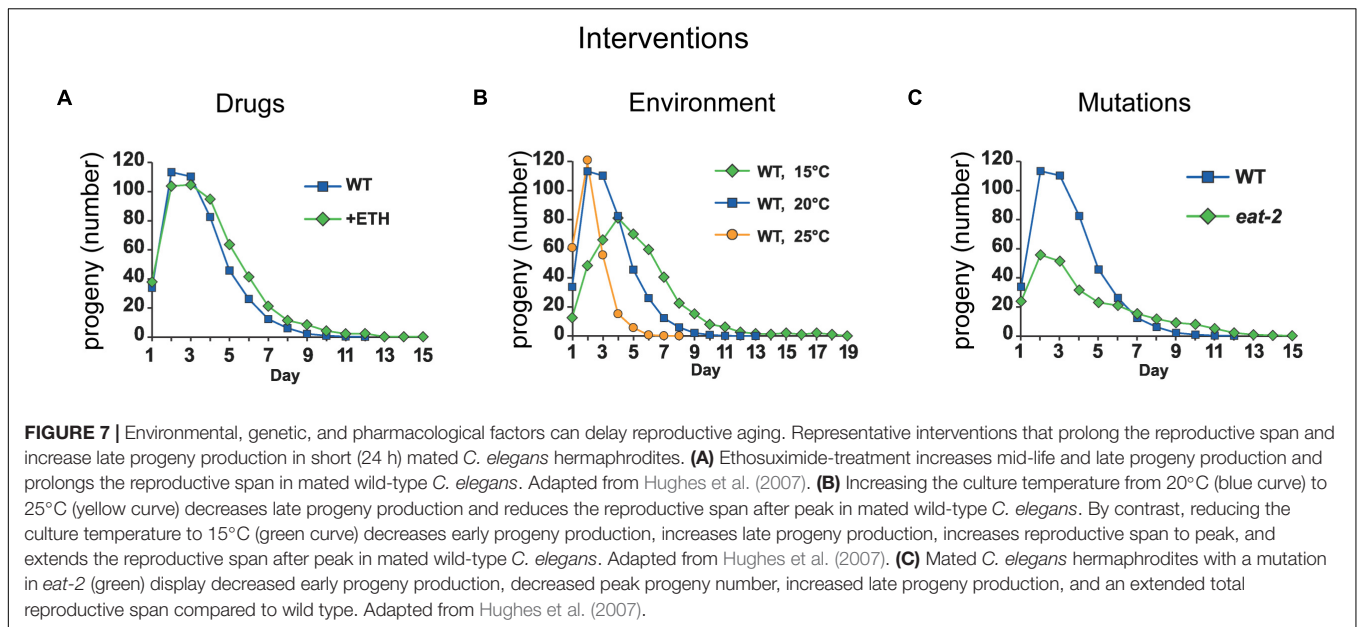 Interventions
A Drugs
progeny (number)
120
100
80
60
40
20
0
1 3 5 7 9 11 13 15
Day
WT
+ETH
B Environment
progeny (number)
120
100
80
60
40
20
0
1 3 5 7 9 11 13 15 17 19
Day
WT, 15°C
WT, 20°C
WT, 25°C
C Mutations
progeny (number)
120
100
80
60
40
20
0
1 3 5 7 9 11 13 15
Day
WT
eat-2
FIGURE 7 | Environmental, genetic, and pharmacological factors can delay reproductive aging. Representative interventions that prolong the reproductive span and
increase late progeny production in short (24 h) mated C. elegans hermaphrodites. (A) Ethosuximide-treatment increases mid-life and late progeny production and
prolongs the reproductive span in mated wild-type C. elegans. Adapted from Hughes et al. (2007). (B) Increasing the culture temperature from 20°C (blue curve) to
25°C (yellow curve) decreases late progeny production and reduces the reproductive span after peak in mated wild-type C. elegans. By contrast, reducing the
culture temperature to 15°C (green curve) decreases early progeny production, increases late progeny production, increases reproductive span to peak, and
extends the reproductive span after peak in mated wild-type C. elegans. Adapted from Hughes et al. (2007). (C) Mated C. elegans hermaphrodites with a mutation
in eat-2 (green) display decreased early progeny production, decreased peak progeny number, increased late progeny production, and an extended total
reproductive span compared to wild type. Adapted from Hughes et al. (2007).